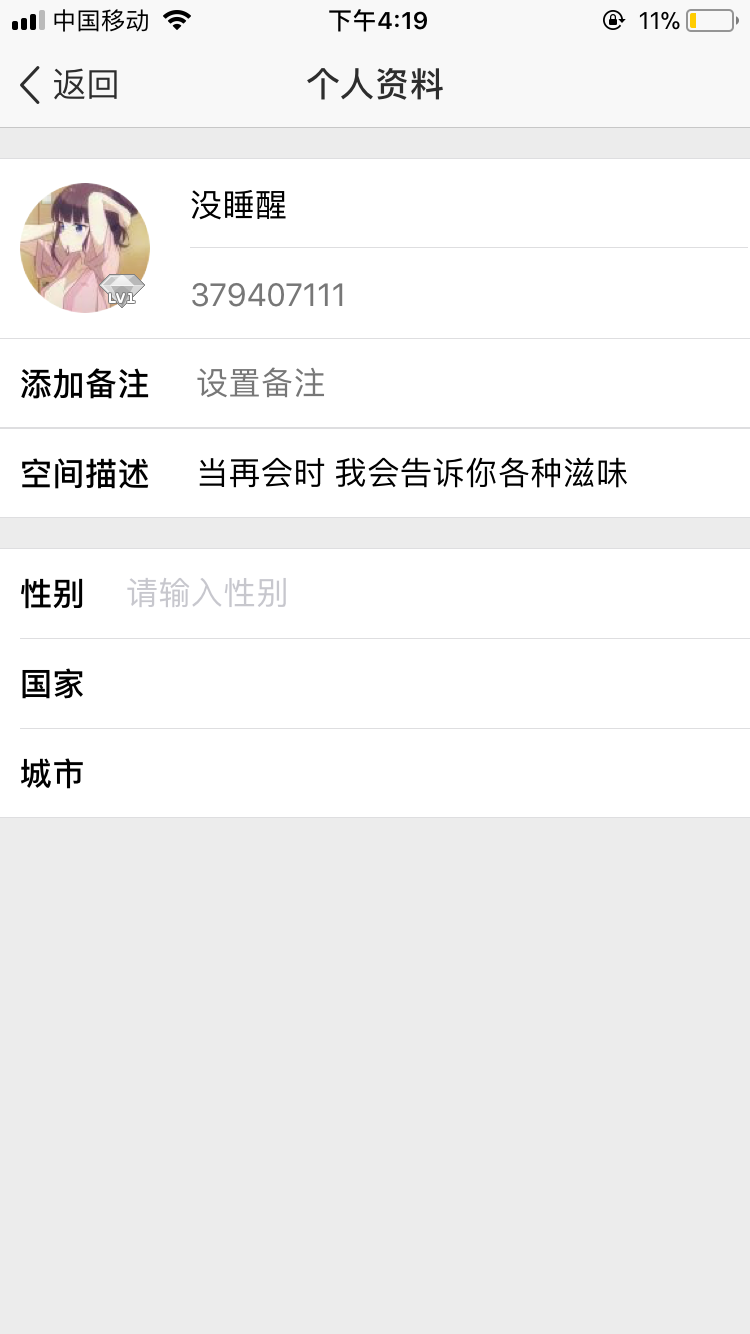 中国移动 下午4:19 11%
返回 个人资料
没睡醒
LV1
379407111
添加备注 设置备注
空间描述 当再会时 我会告诉你各种滋味
性别 请输入性别
国家
城市